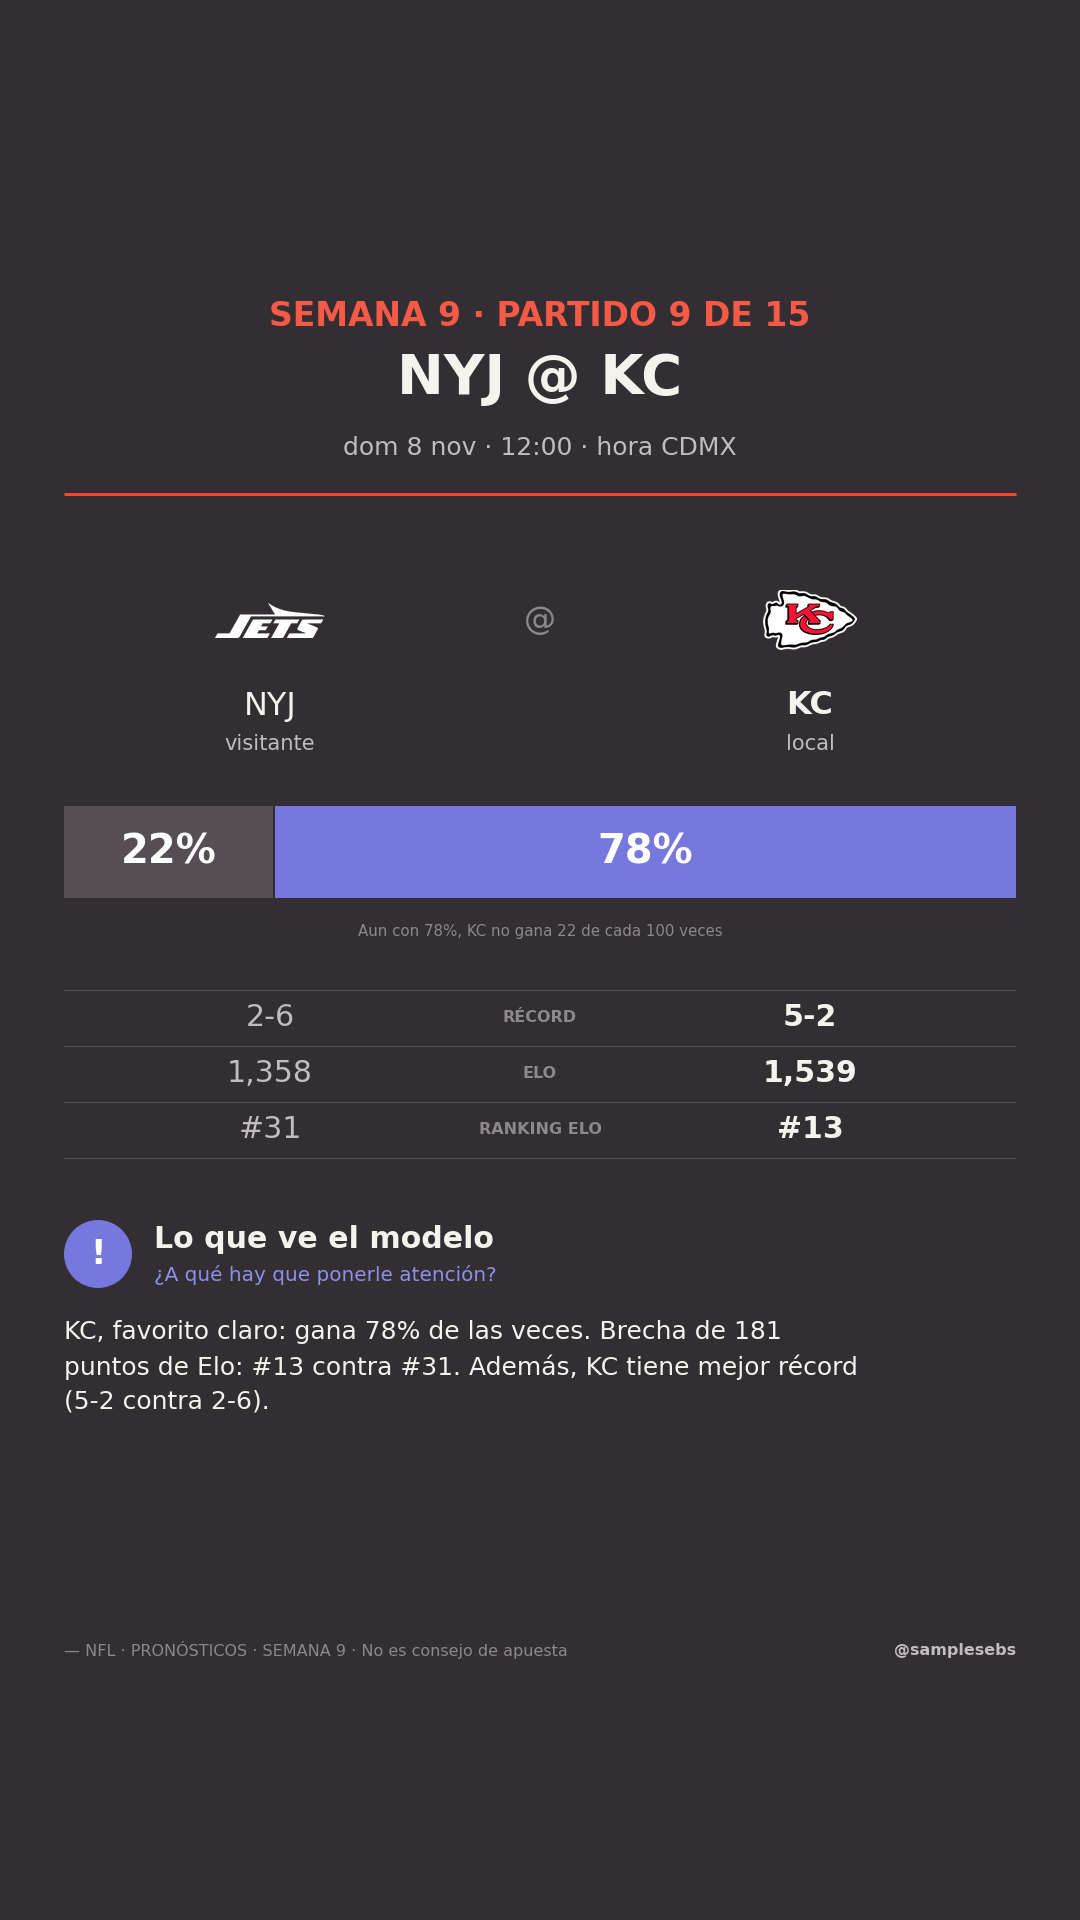 SEMANA 9 · PARTIDO 9 DE 15
NYJ @ KC
dom 8 nov · 12:00 · hora CDMX
JETS
@
KC
NYJ
KC
visitante
local
22%
78%
Aun con 78%, KC no gana 22 de cada 100 veces
2-6 RÉCORD 5-2
1,358 ELO 1,539
#31 RANKING ELO #13
!
Lo que ve el modelo
¿A qué hay que ponerle atención?
KC, favorito claro: gana 78% de las veces. Brecha de 181
puntos de Elo: #13 contra #31. Además, KC tiene mejor récord
(5-2 contra 2-6).
— NFL · PRONÓSTICOS · SEMANA 9 · No es consejo de apuesta
@samplesebs